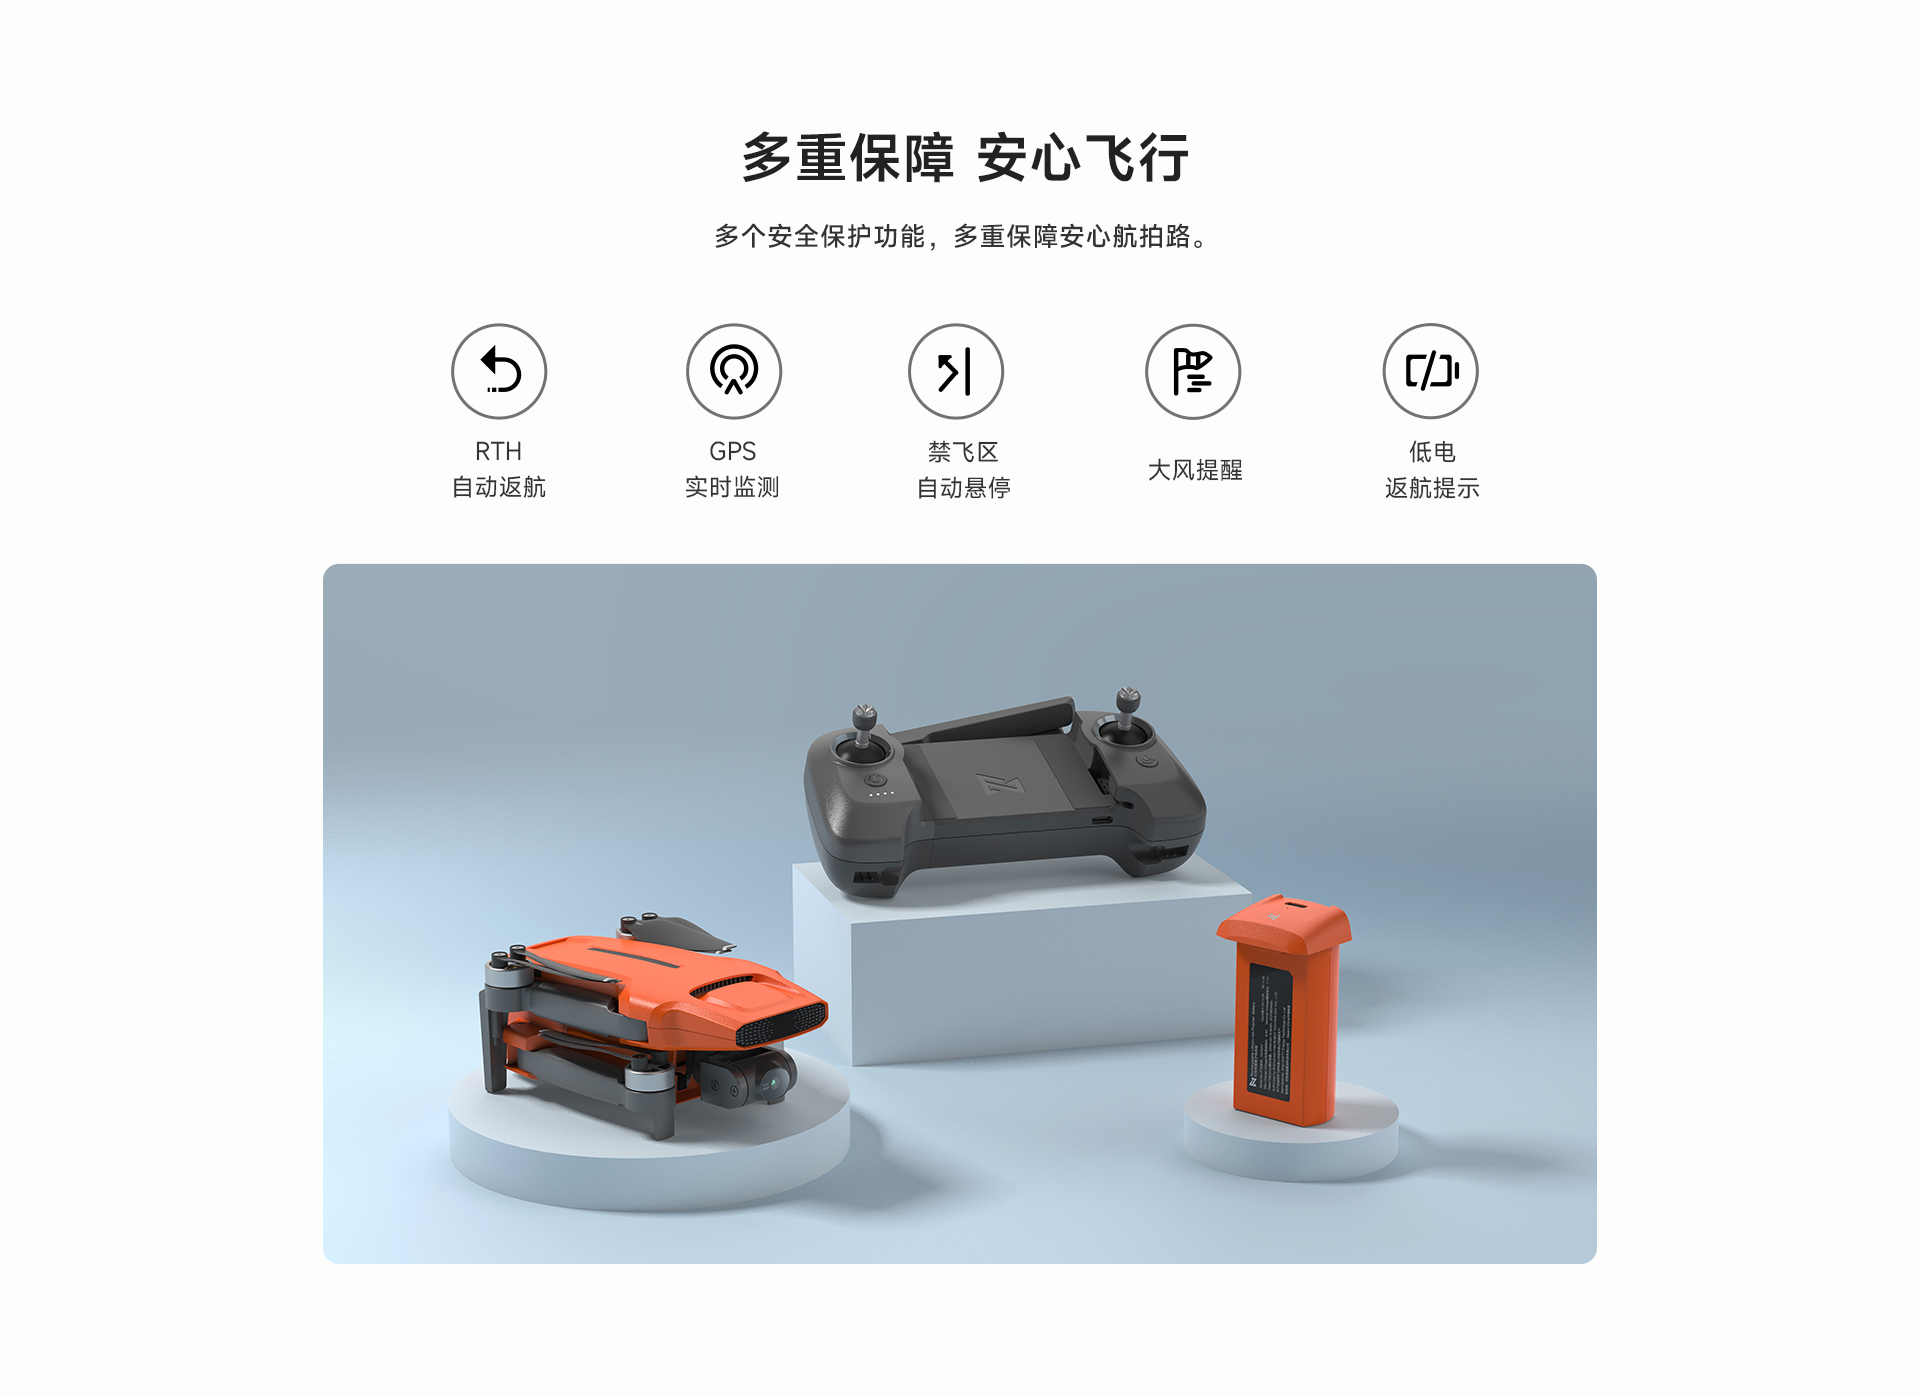 多重保障 安心飞行
多个安全保护功能，多重保障安心航拍路。
RTH
自动返航
GPS
实时监测
禁飞区
自动悬停
大风提醒
低电
返航提示